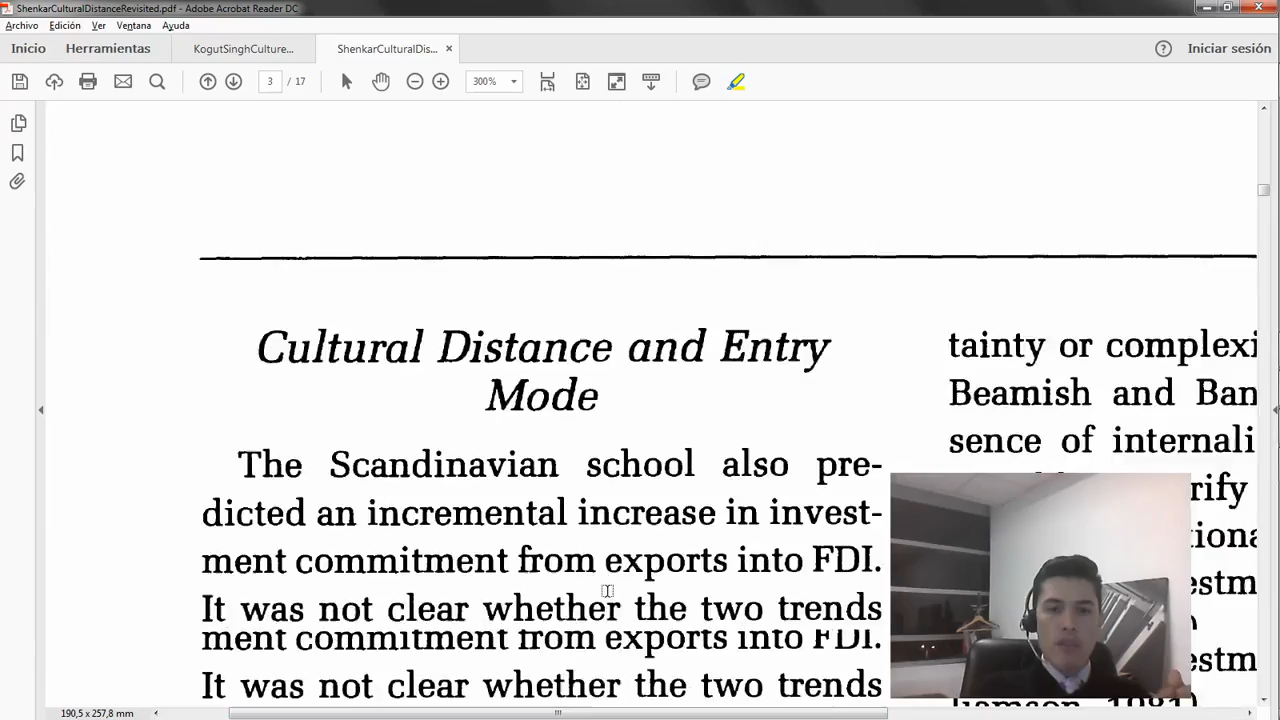 ShenkarCulturalDistanceRevisited.pdf - Adobe Acrobat Reader DC
Archivo Edición Ver Ventana Ayuda
Inicio Herramientas KogutSinghCulture... ShenkarCulturalDis... × Iniciar sesión
3 / 17 300%
Cultural Distance and Entry
Mode
The Scandinavian school also pre-
dicted an incremental increase in invest-
ment commitment from exports into FDI.
It was not clear whether the two trends
ment commitment from exports into FDI.
It was not clear whether the two trends
tainty or complexi
Beamish and Ban
sence of internali
rify
iona
estm
estm
liamson, 1981)
190,5 x 257,8 mm